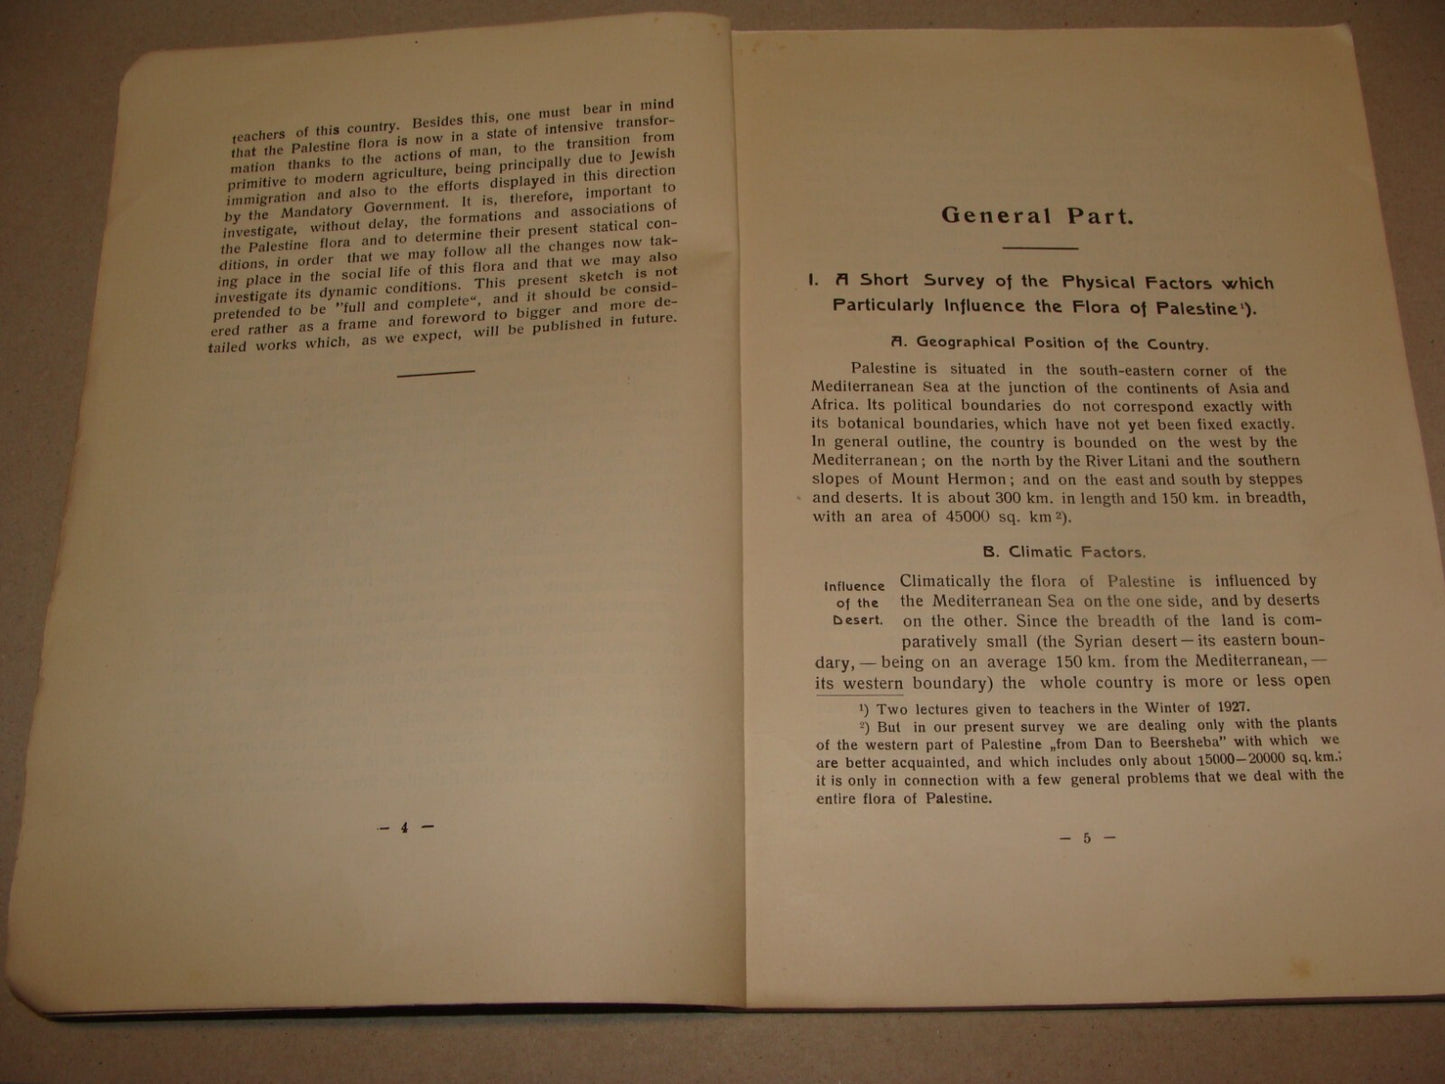 teachers of this country. Besides this, one must bear in mind
that the Palestine flora is now in a state of intensive transfor-
mation thanks to the actions of man, to the transition from
primitive to modern agriculture, being principally due to Jewish
immigration and also to the efforts displayed in this direction
by the Mandatory Government. It is, therefore, important to
investigate, without delay, the formations and associations of
the Palestine flora and to determine their present statical con-
ditions, in order that we may follow all the changes now tak-
ing place in the social life of this flora and that we may also
investigate its dynamic conditions. This present sketch is not
pretended to be "full and complete“, and it should be consid-
ered rather as a frame and foreword to bigger and more de-
tailed works which, as we expect, will be published in future.
— 4 —
General Part.
I. A Short Survey of the Physical Factors which
Particularly Influence the Flora of Palestine¹).
A. Geographical Position of the Country.
Palestine is situated in the south-eastern corner of the
Mediterranean Sea at the junction of the continents of Asia and
Africa. Its political boundaries do not correspond exactly with
its botanical boundaries, which have not yet been fixed exactly.
In general outline, the country is bounded on the west by the
Mediterranean; on the north by the River Litani and the southern
slopes of Mount Hermon; and on the east and south by steppes
and deserts. It is about 300 km. in length and 150 km. in breadth,
with an area of 45000 sq. km ²).
B. Climatic Factors.
Influence
of the
Desert.
Climatically the flora of Palestine is influenced by
the Mediterranean Sea on the one side, and by deserts
on the other. Since the breadth of the land is com-
paratively small (the Syrian desert — its eastern boun-
dary, — being on an average 150 km. from the Mediterranean, —
its western boundary) the whole country is more or less open
¹) Two lectures given to teachers in the Winter of 1927.
²) But in our present survey we are dealing only with the plants
of the western part of Palestine „from Dan to Beersheba” with which we
are better acquainted, and which includes only about 15000—20000 sq. km.;
it is only in connection with a few general problems that we deal with the
entire flora of Palestine.
— 5 —